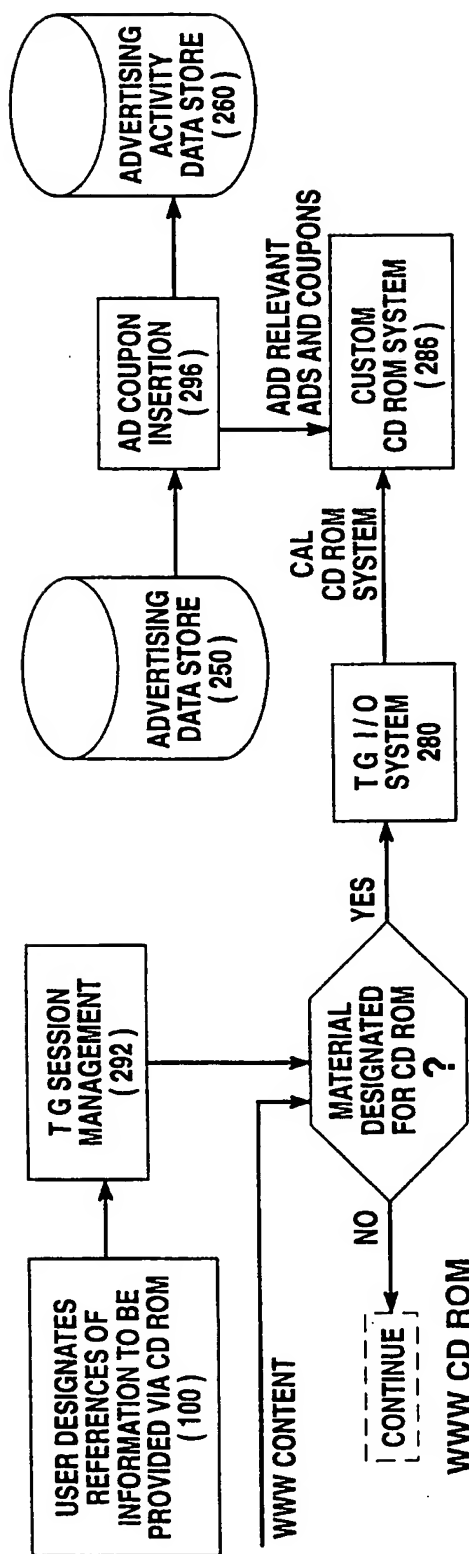 USER DESIGNATES
REFERENCES OF
INFORMATION TO BE
PROVIDED VIA CD ROM
(100)
TG SESSION
MANAGEMENT
(292)
WWW CONTENT
MATERIAL
DESIGNATED
FOR CD ROM
?
NO
CONTINUE
YES
TG I/O
SYSTEM
280
CAL
CD ROM
SYSTEM
ADVERTISING
DATA STORE
(250)
AD COUPON
INSERTION
(296)
ADD RELEVANT
ADS AND COUPONS
CUSTOM
CD ROM SYSTEM
(286)
ADVERTISING
ACTIVITY
DATA STORE
(260)
WWW CD ROM